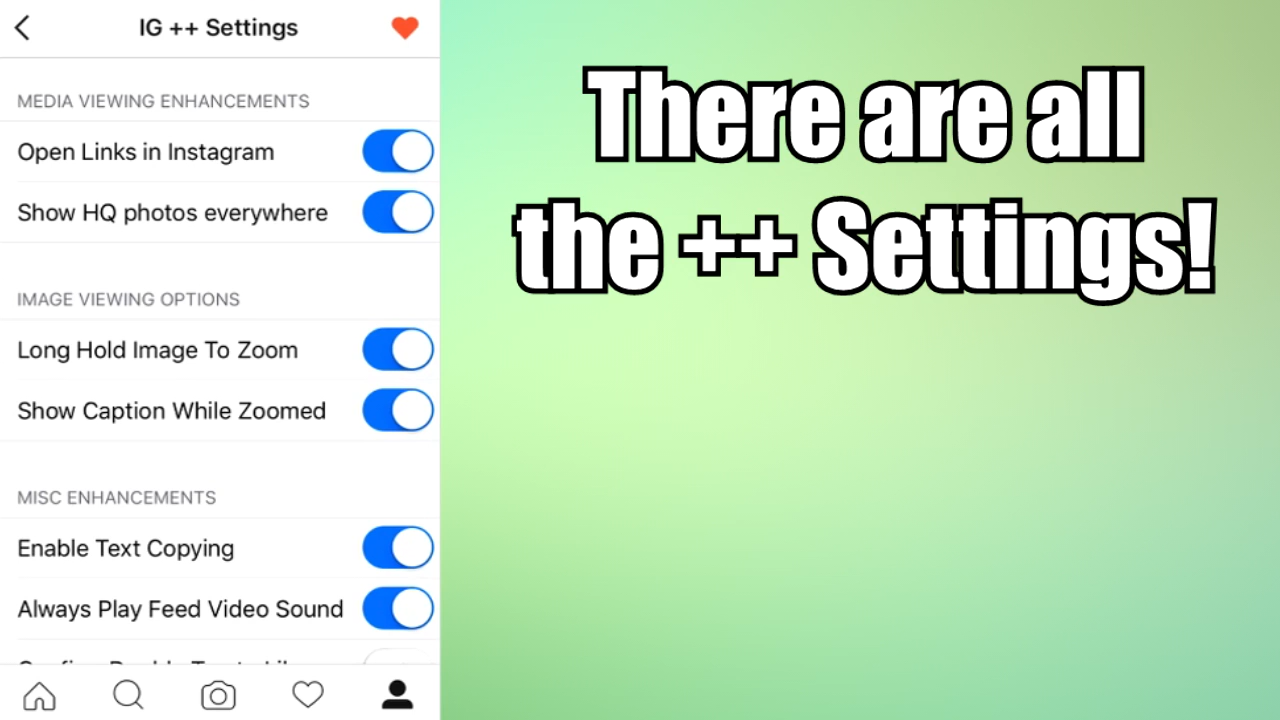 IG ++ Settings
MEDIA VIEWING ENHANCEMENTS
Open Links in Instagram
Show HQ photos everywhere
IMAGE VIEWING OPTIONS
Long Hold Image To Zoom
Show Caption While Zoomed
MISC ENHANCEMENTS
Enable Text Copying
Always Play Feed Video Sound
There are all
the ++ Settings!